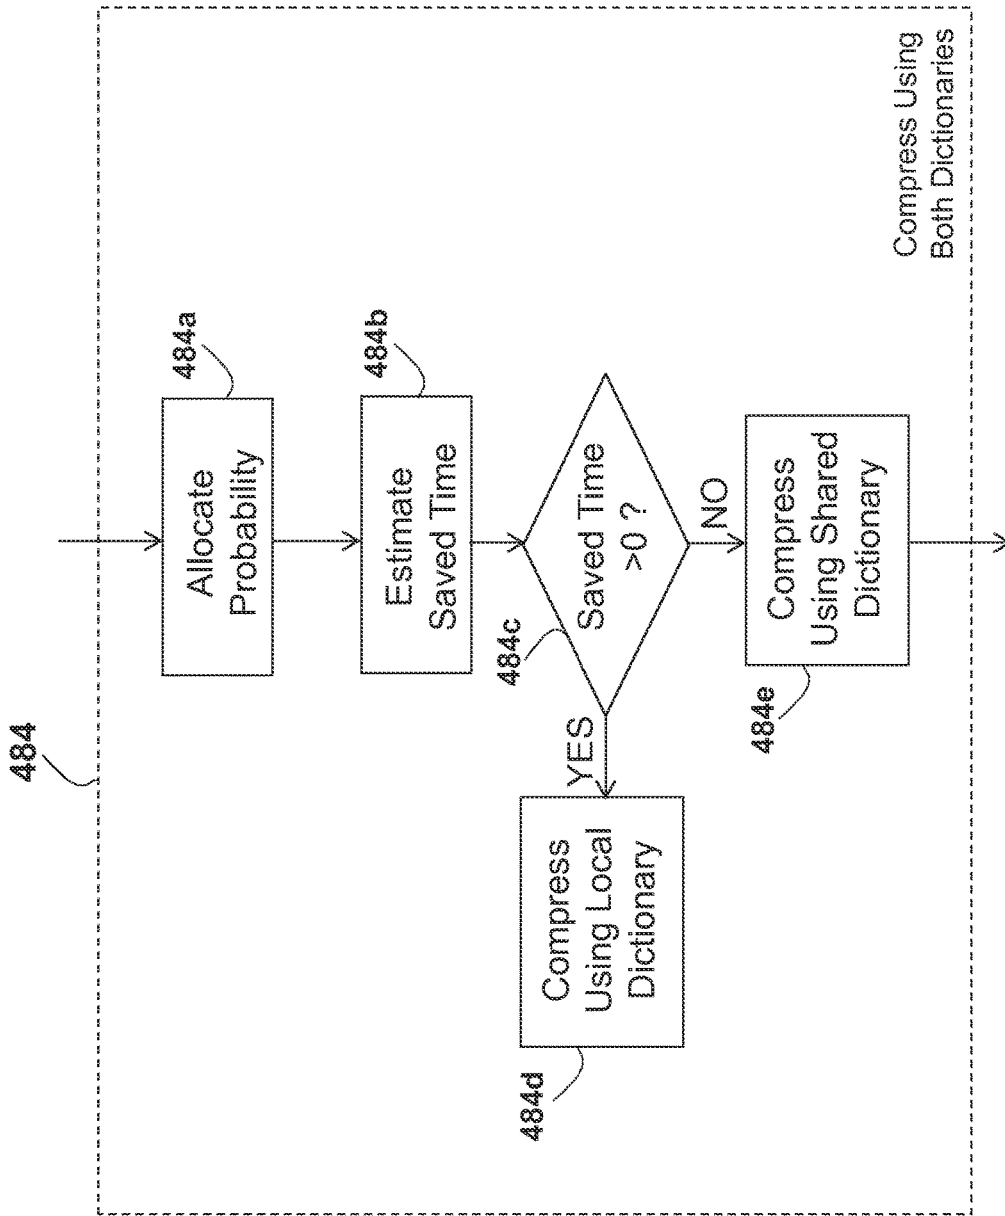 484
Allocate
Probability
484a
Estimate
Saved Time
484b
Saved Time
>0 ?
484c
YES
NO
Compress
Using Local
Dictionary
484d
Compress
Using Shared
Dictionary
484e
Compress Using
Both Dictionaries